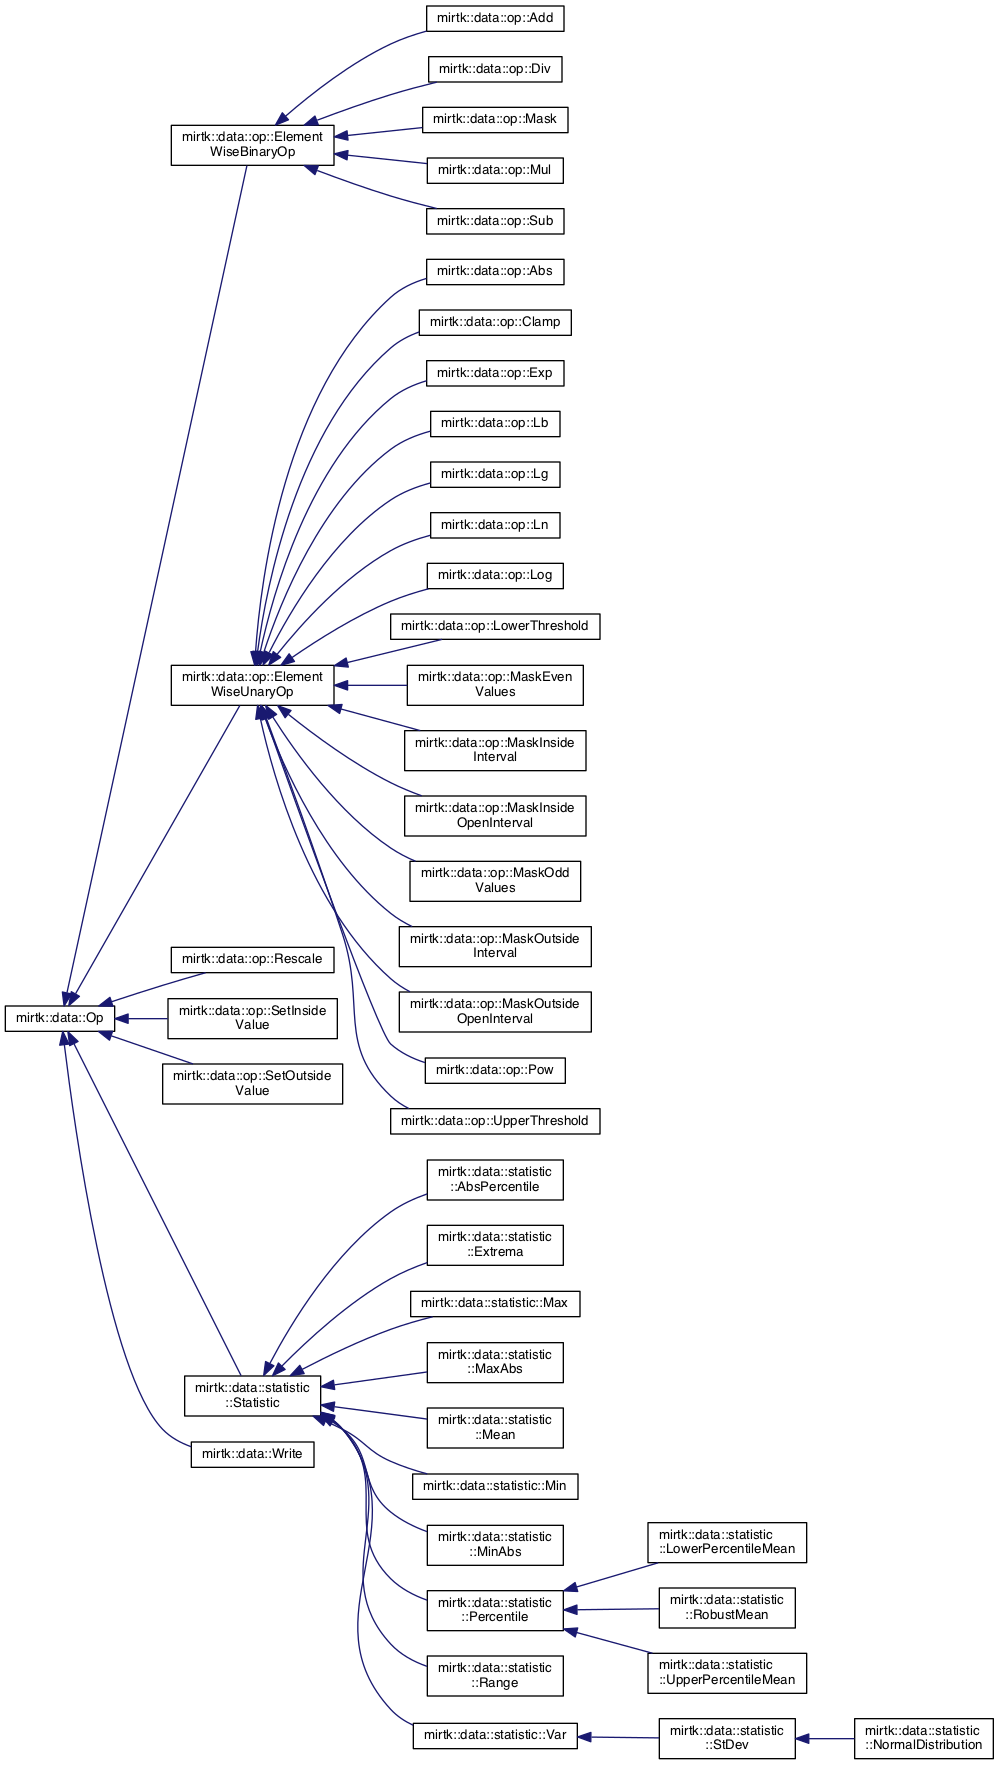 mirtk::data::op::Add
mirtk::data::op::Div
mirtk::data::op::Element
WiseBinaryOp
mirtk::data::op::Mask
mirtk::data::op::Mul
mirtk::data::op::Sub
mirtk::data::op::Abs
mirtk::data::op::Clamp
mirtk::data::op::Exp
mirtk::data::op::Lb
mirtk::data::op::Lg
mirtk::data::op::Ln
mirtk::data::op::Log
mirtk::data::op::LowerThreshold
mirtk::data::op::Element
WiseUnaryOp
mirtk::data::op::MaskEven
Values
mirtk::data::op::MaskInside
Interval
mirtk::data::op::MaskInside
OpenInterval
mirtk::data::op::MaskOdd
Values
mirtk::data::op::MaskOutside
Interval
mirtk::data::op::Rescale
mirtk::data::op::MaskOutside
OpenInterval
mirtk::data::op::SetInside
Value
mirtk::data::Op
mirtk::data::op::Pow
mirtk::data::op::SetOutside
Value
mirtk::data::op::UpperThreshold
mirtk::data::statistic
::AbsPercentile
mirtk::data::statistic
::Extrema
mirtk::data::statistic::Max
mirtk::data::statistic
::MaxAbs
mirtk::data::statistic
::Statistic
mirtk::data::statistic
::Mean
mirtk::data::Write
mirtk::data::statistic::Min
mirtk::data::statistic
::MinAbs
mirtk::data::statistic
::LowerPercentileMean
mirtk::data::statistic
::Percentile
mirtk::data::statistic
::RobustMean
mirtk::data::statistic
::Range
mirtk::data::statistic
::UpperPercentileMean
mirtk::data::statistic::Var
mirtk::data::statistic
::StDev
mirtk::data::statistic
::NormalDistribution